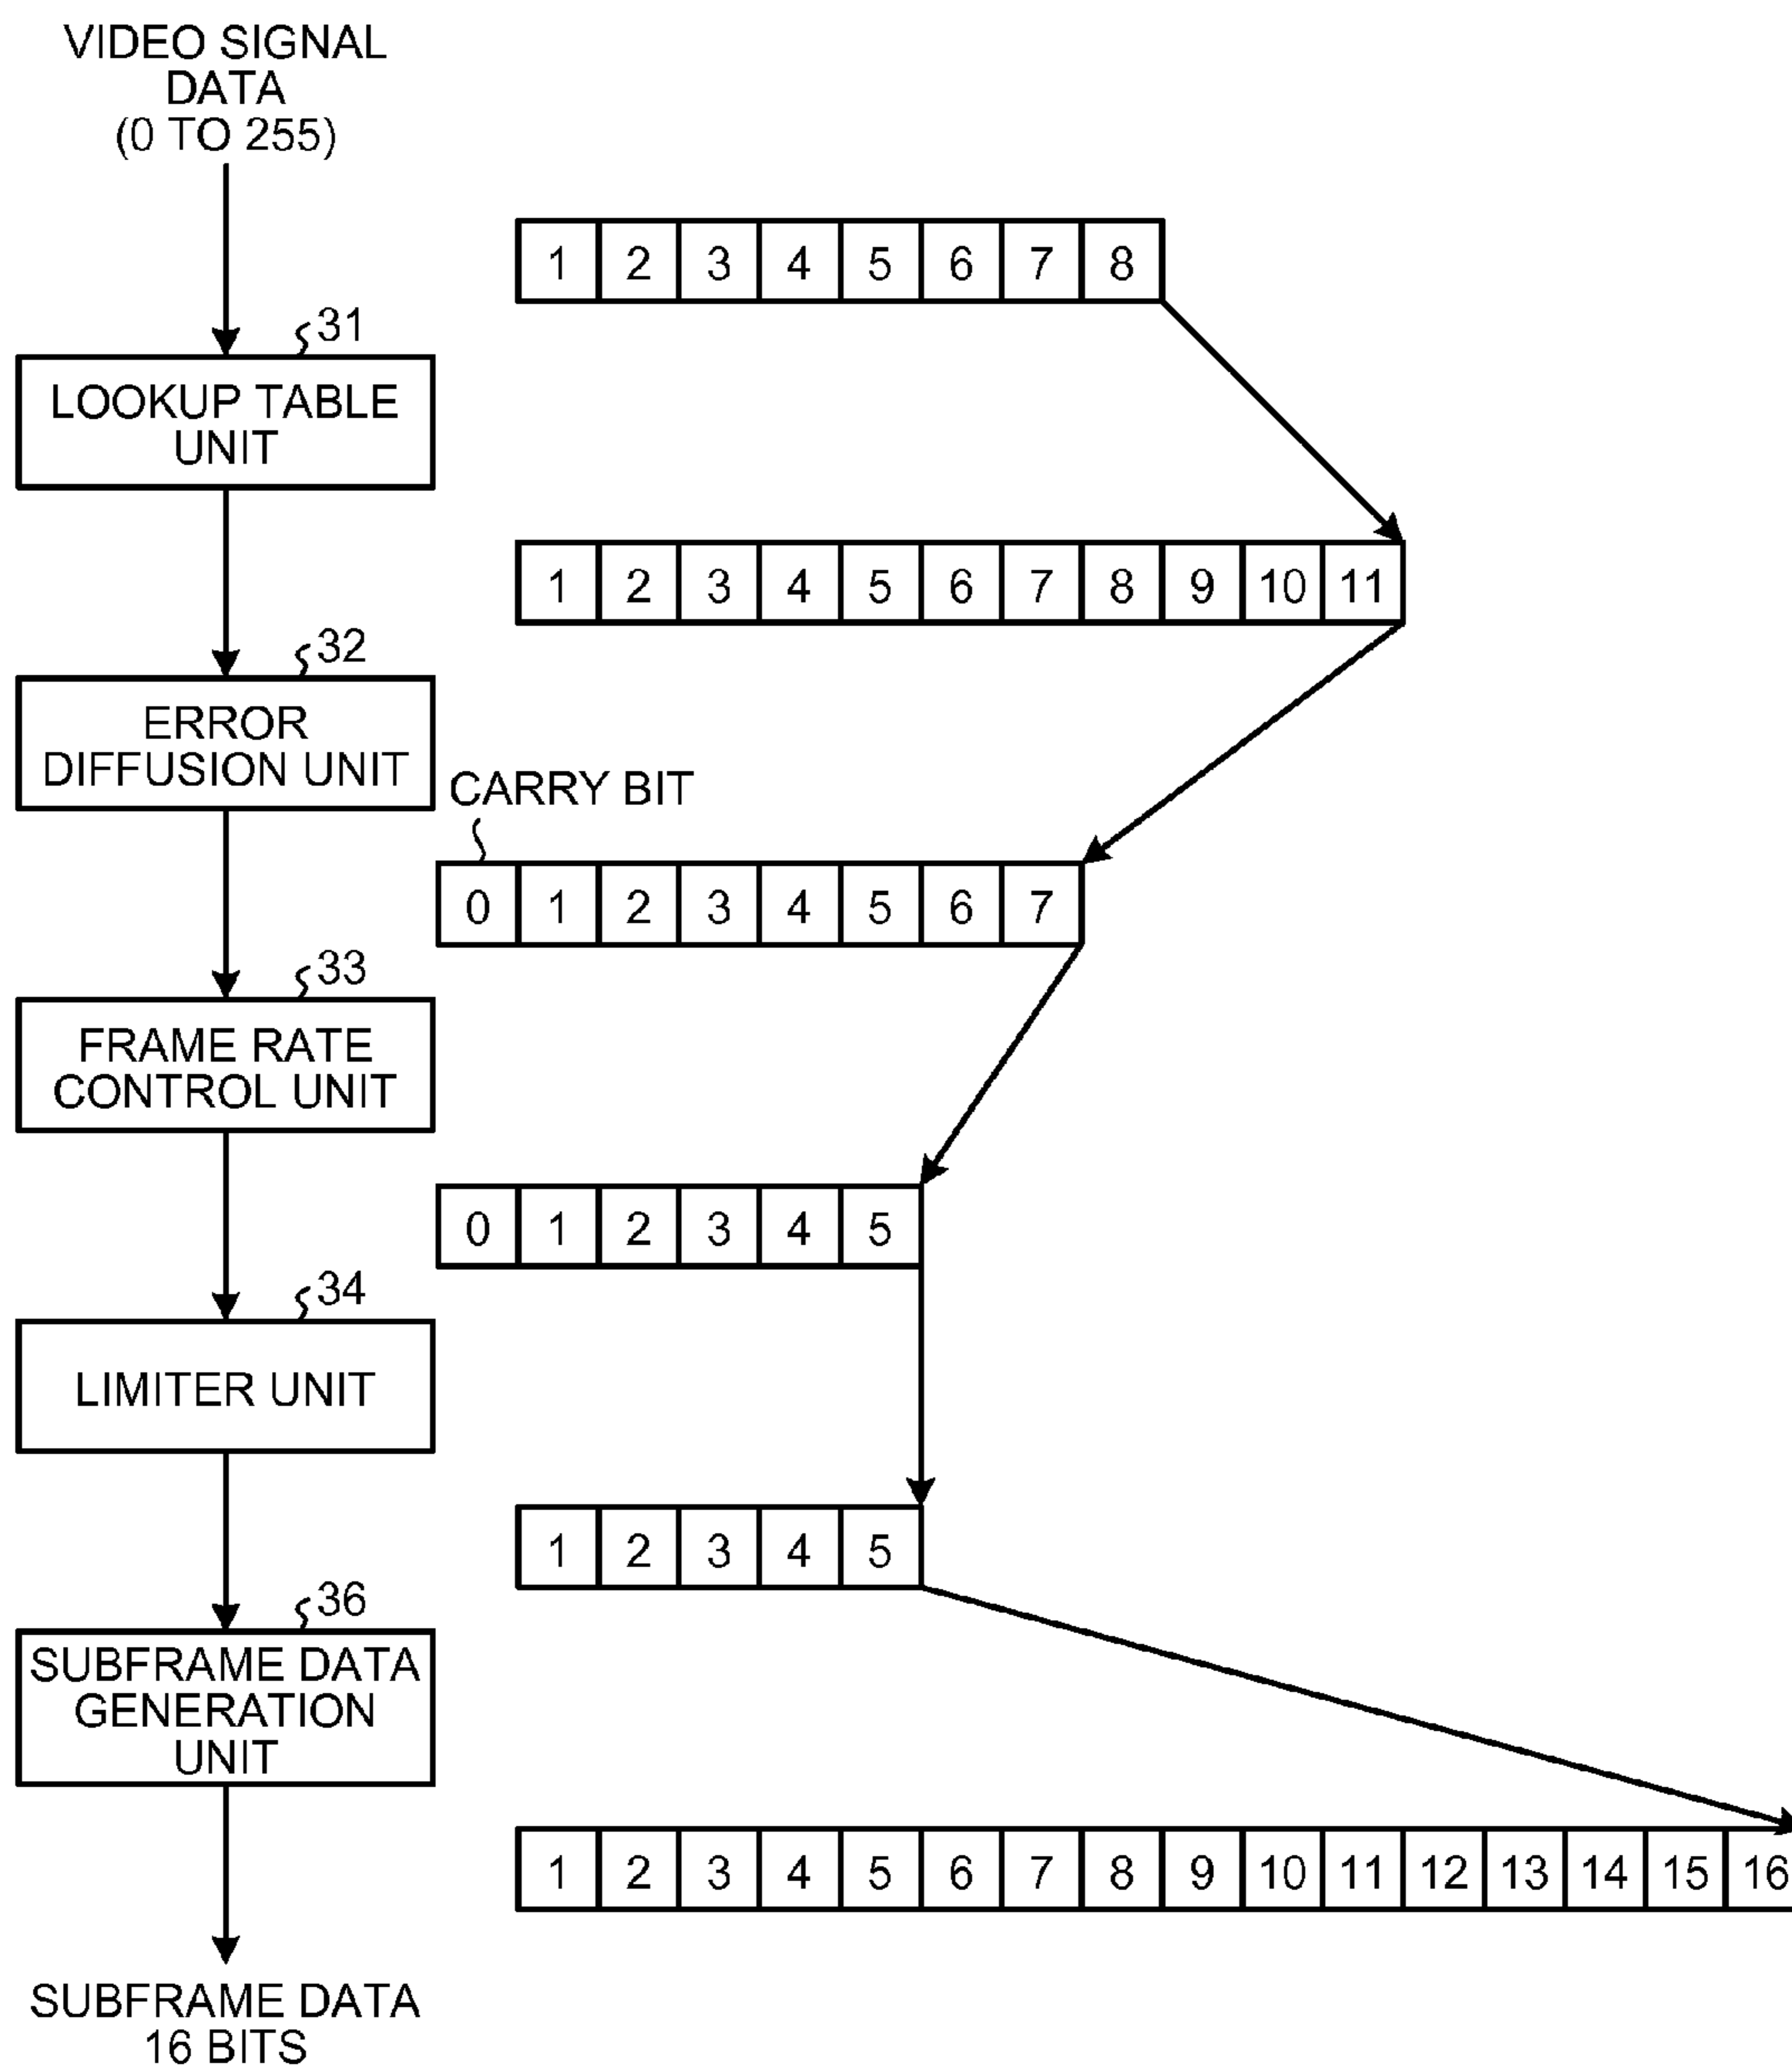 VIDEO SIGNAL
DATA
(0 TO 255)
1 2 3 4 5 6 7 8
31
LOOKUP TABLE
UNIT
1 2 3 4 5 6 7 8 9 10 11
32
ERROR
DIFFUSION UNIT
CARRY BIT
0 1 2 3 4 5 6 7
33
FRAME RATE
CONTROL UNIT
0 1 2 3 4 5
34
LIMITER UNIT
1 2 3 4 5
36
SUBFRAME DATA
GENERATION
UNIT
1 2 3 4 5 6 7 8 9 10 11 12 13 14 15 16
SUBFRAME DATA
16 BITS